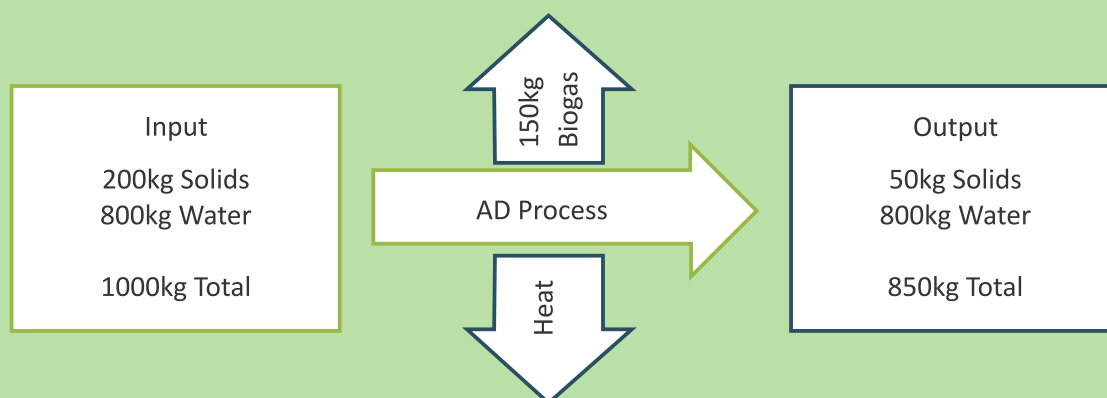 Input
200kg Solids
800kg Water
1000kg Total
150kg
Biogas
AD Process
Heat
Output
50kg Solids
800kg Water
850kg Total